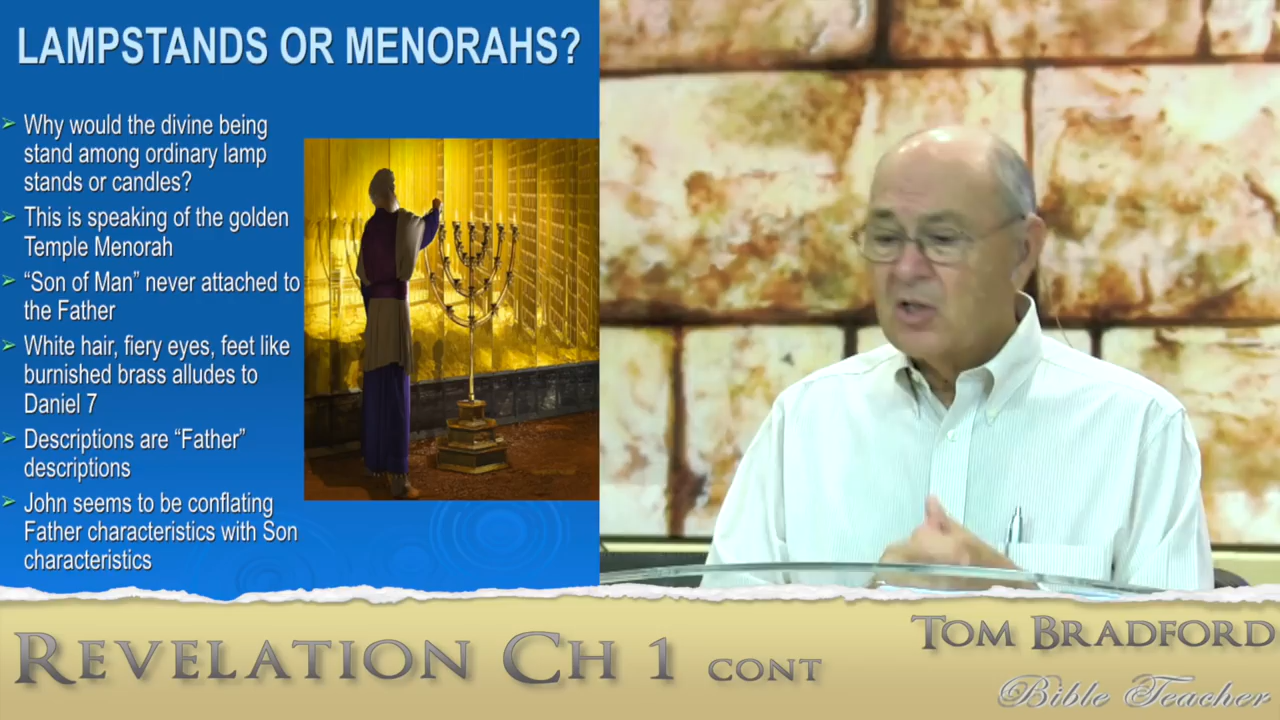 LAMPSTANDS OR MENORAHS?
➢ Why would the divine being
stand among ordinary lamp
stands or candles?
➢ This is speaking of the golden
Temple Menorah
➢ “Son of Man” never attached to
the Father
➢ White hair, fiery eyes, feet like
burnished brass alludes to
Daniel 7
➢ Descriptions are “Father”
descriptions
➢ John seems to be conflating
Father characteristics with Son
characteristics
REVELATION CH 1 CONT
TOM BRADFORD
Bible Teacher